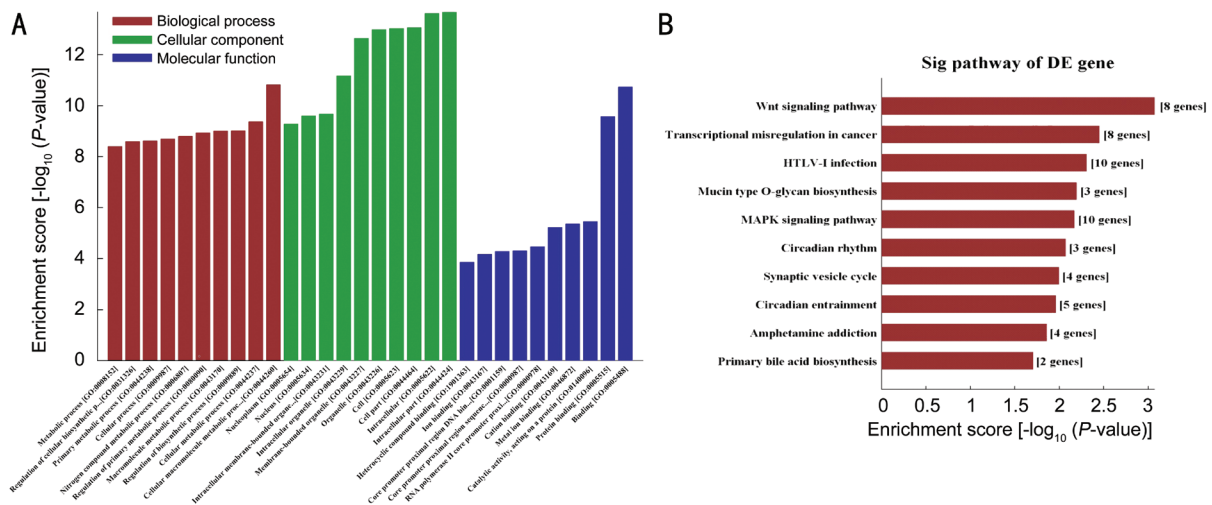 A
Biological process
Cellular component
Molecular function
Enrichment score [-log10 (P-value)]
12
10
8
6
4
2
0
Metabolic process [GO:0008152]
Regulation of cellular biosynthetic p...[GO:0031326]
Primary metabolic process [GO:0044238]
Cellular process [GO:0009987]
Nitrogen compound metabolic process [GO:0006807]
Regulation of primary metabolic process [GO:0080090]
Macromolecule metabolic process [GO:0043170]
Regulation of biosynthetic process [GO:0009889]
Cellular metabolic process [GO:0044237]
Cellular macromolecule metabolic proc...[GO:0044260]
Nucleoplasm [GO:0005654]
Nucleus [GO:0005634]
Intracellular membrane-bounded organe...[GO:0043231]
Intracellular organelle [GO:0043229]
Membrane-bounded organelle [GO:0043227]
Organelle [GO:0043226]
Cell [GO:0005623]
Cell part [GO:0044464]
Intracellular [GO:0005622]
Intracellular part [GO:0044424]
Heterocyclic compound binding [GO:1901363]
Ion binding [GO:0043167]
Core promoter proximal region DNA bin...[GO:0001159]
Core promoter proximal region sequenc...[GO:000987]
RNA polymerase II core promoter proxi...[GO:000978]
Cation binding [GO:0043169]
Metal ion binding [GO:0046872]
Catalytic activity, acting on a protein [GO:0140096]
Protein binding [GO:0005515]
Binding [GO:0005488]
B
Sig pathway of DE gene
Wnt signaling pathway [8 genes]
Transcriptional misregulation in cancer [8 genes]
HTLV-I infection [10 genes]
Mucin type O-glycan biosynthesis [3 genes]
MAPK signaling pathway [10 genes]
Circadian rhythm [3 genes]
Synaptic vesicle cycle [4 genes]
Circadian entrainment [5 genes]
Amphetamine addiction [4 genes]
Primary bile acid biosynthesis [2 genes]
0 0.5 1 1.5 2 2.5 3
Enrichment score [-log10 (P-value)]